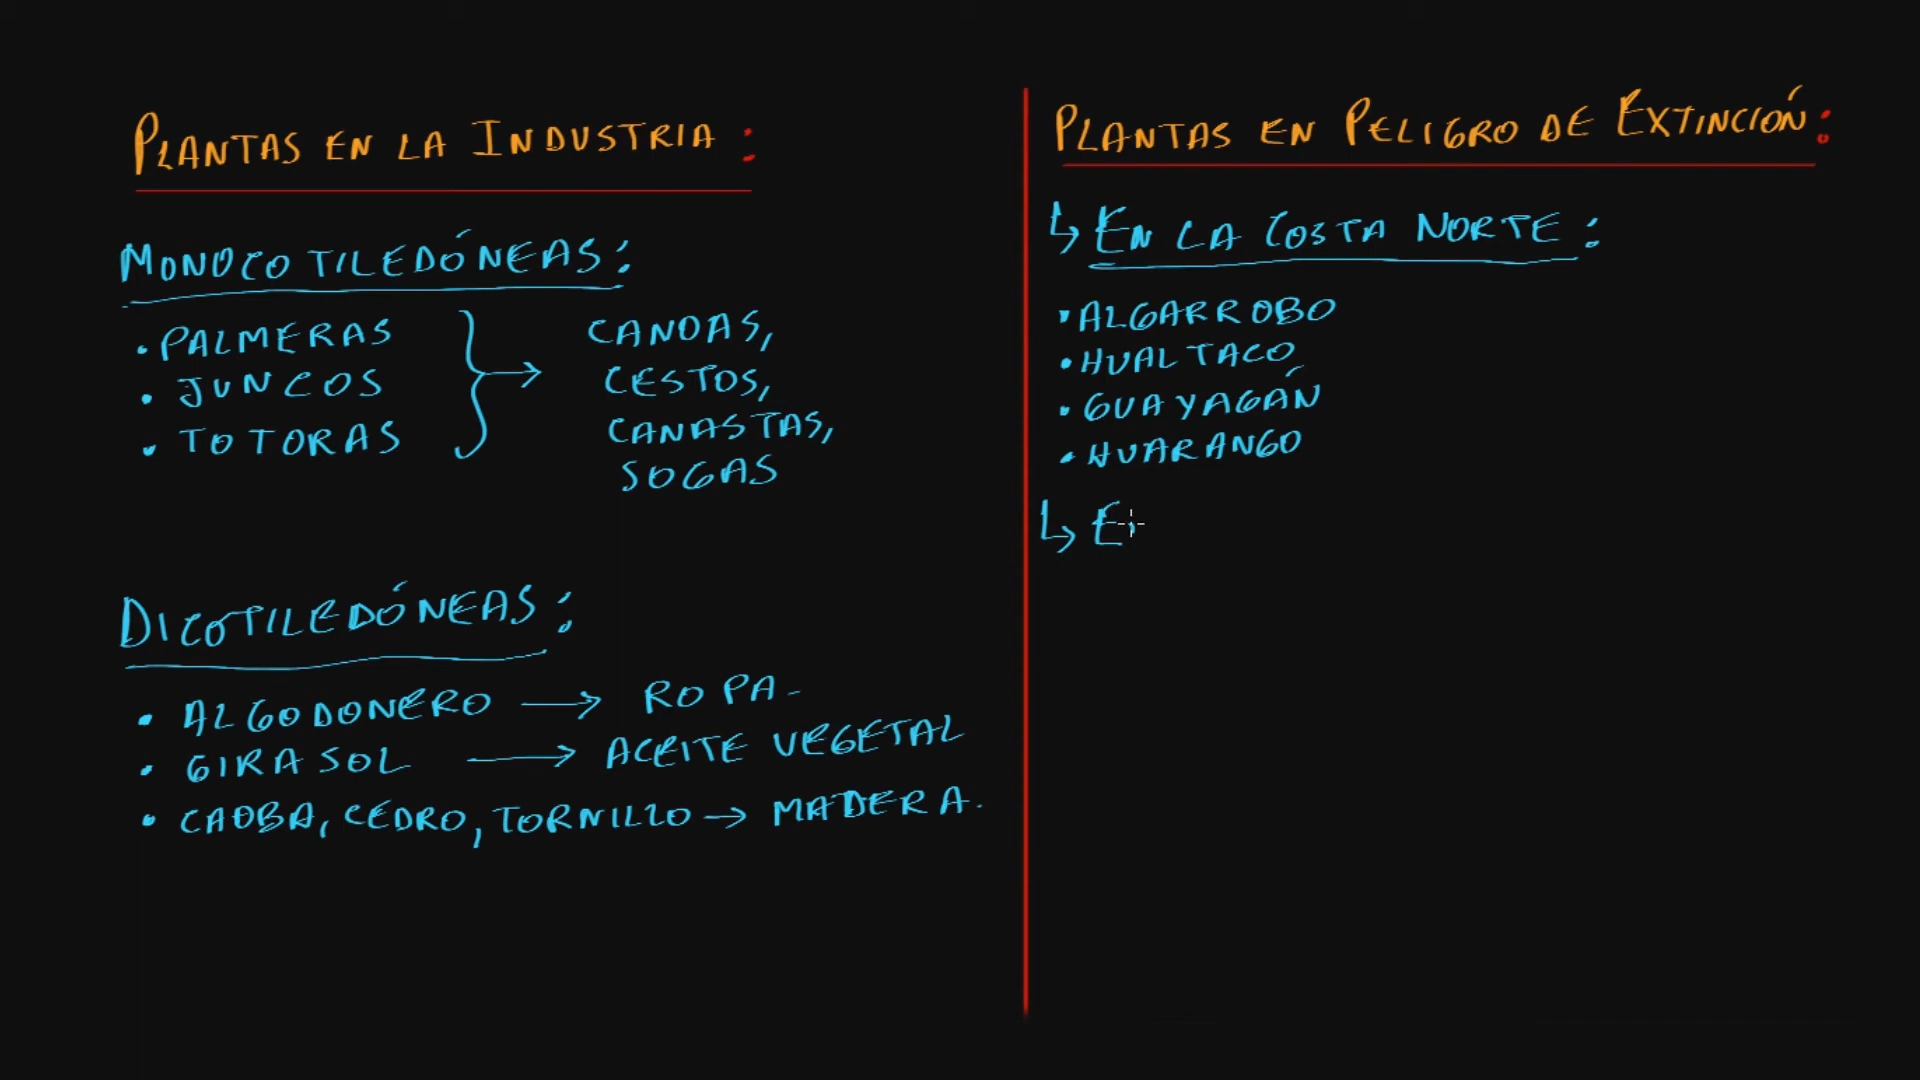 PLANTAS EN LA INDUSTRIA :
MONOCOTILEDÓNEAS:
• PALMERAS
• JUNCOS
• TOTORAS
CANOAS,
CESTOS,
CANASTAS,
SOGAS
DICOTILEDÓNEAS:
• ALGODONERO → ROPA-
• GIRASOL → ACEITE VEGETAL
• CAOBA, CEDRO, TORNILLO → MADERA.
PLANTAS EN PELIGRO DE EXTINCIÓN:
↳ EN LA COSTA NORTE:
• ALGARROBO
• HUALTACO
• GUAYAGÁN
• HUARANGO
↳ E